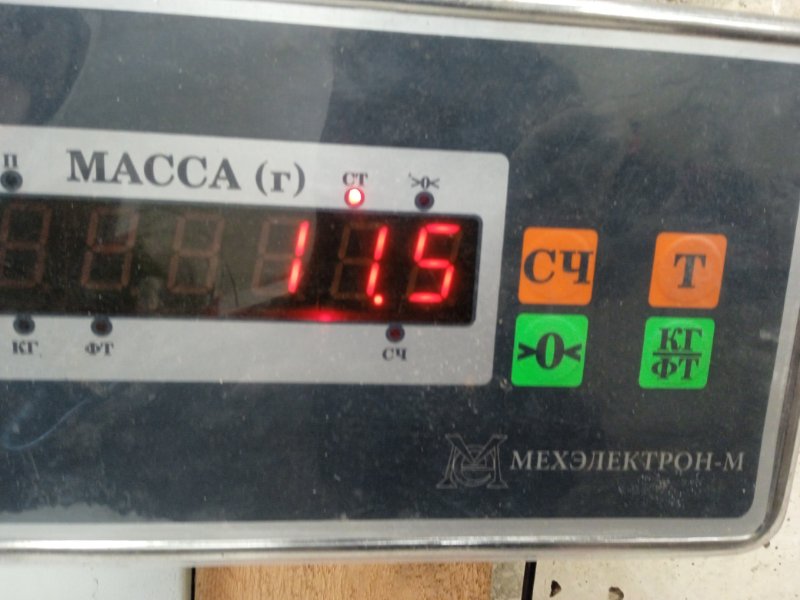 П
МАССА (г)
СТ >0<
11.5
КГ ФТ СЧ
СЧ Т
>0< КГ
ФТ
МЕХЭЛЕКТРОН-М